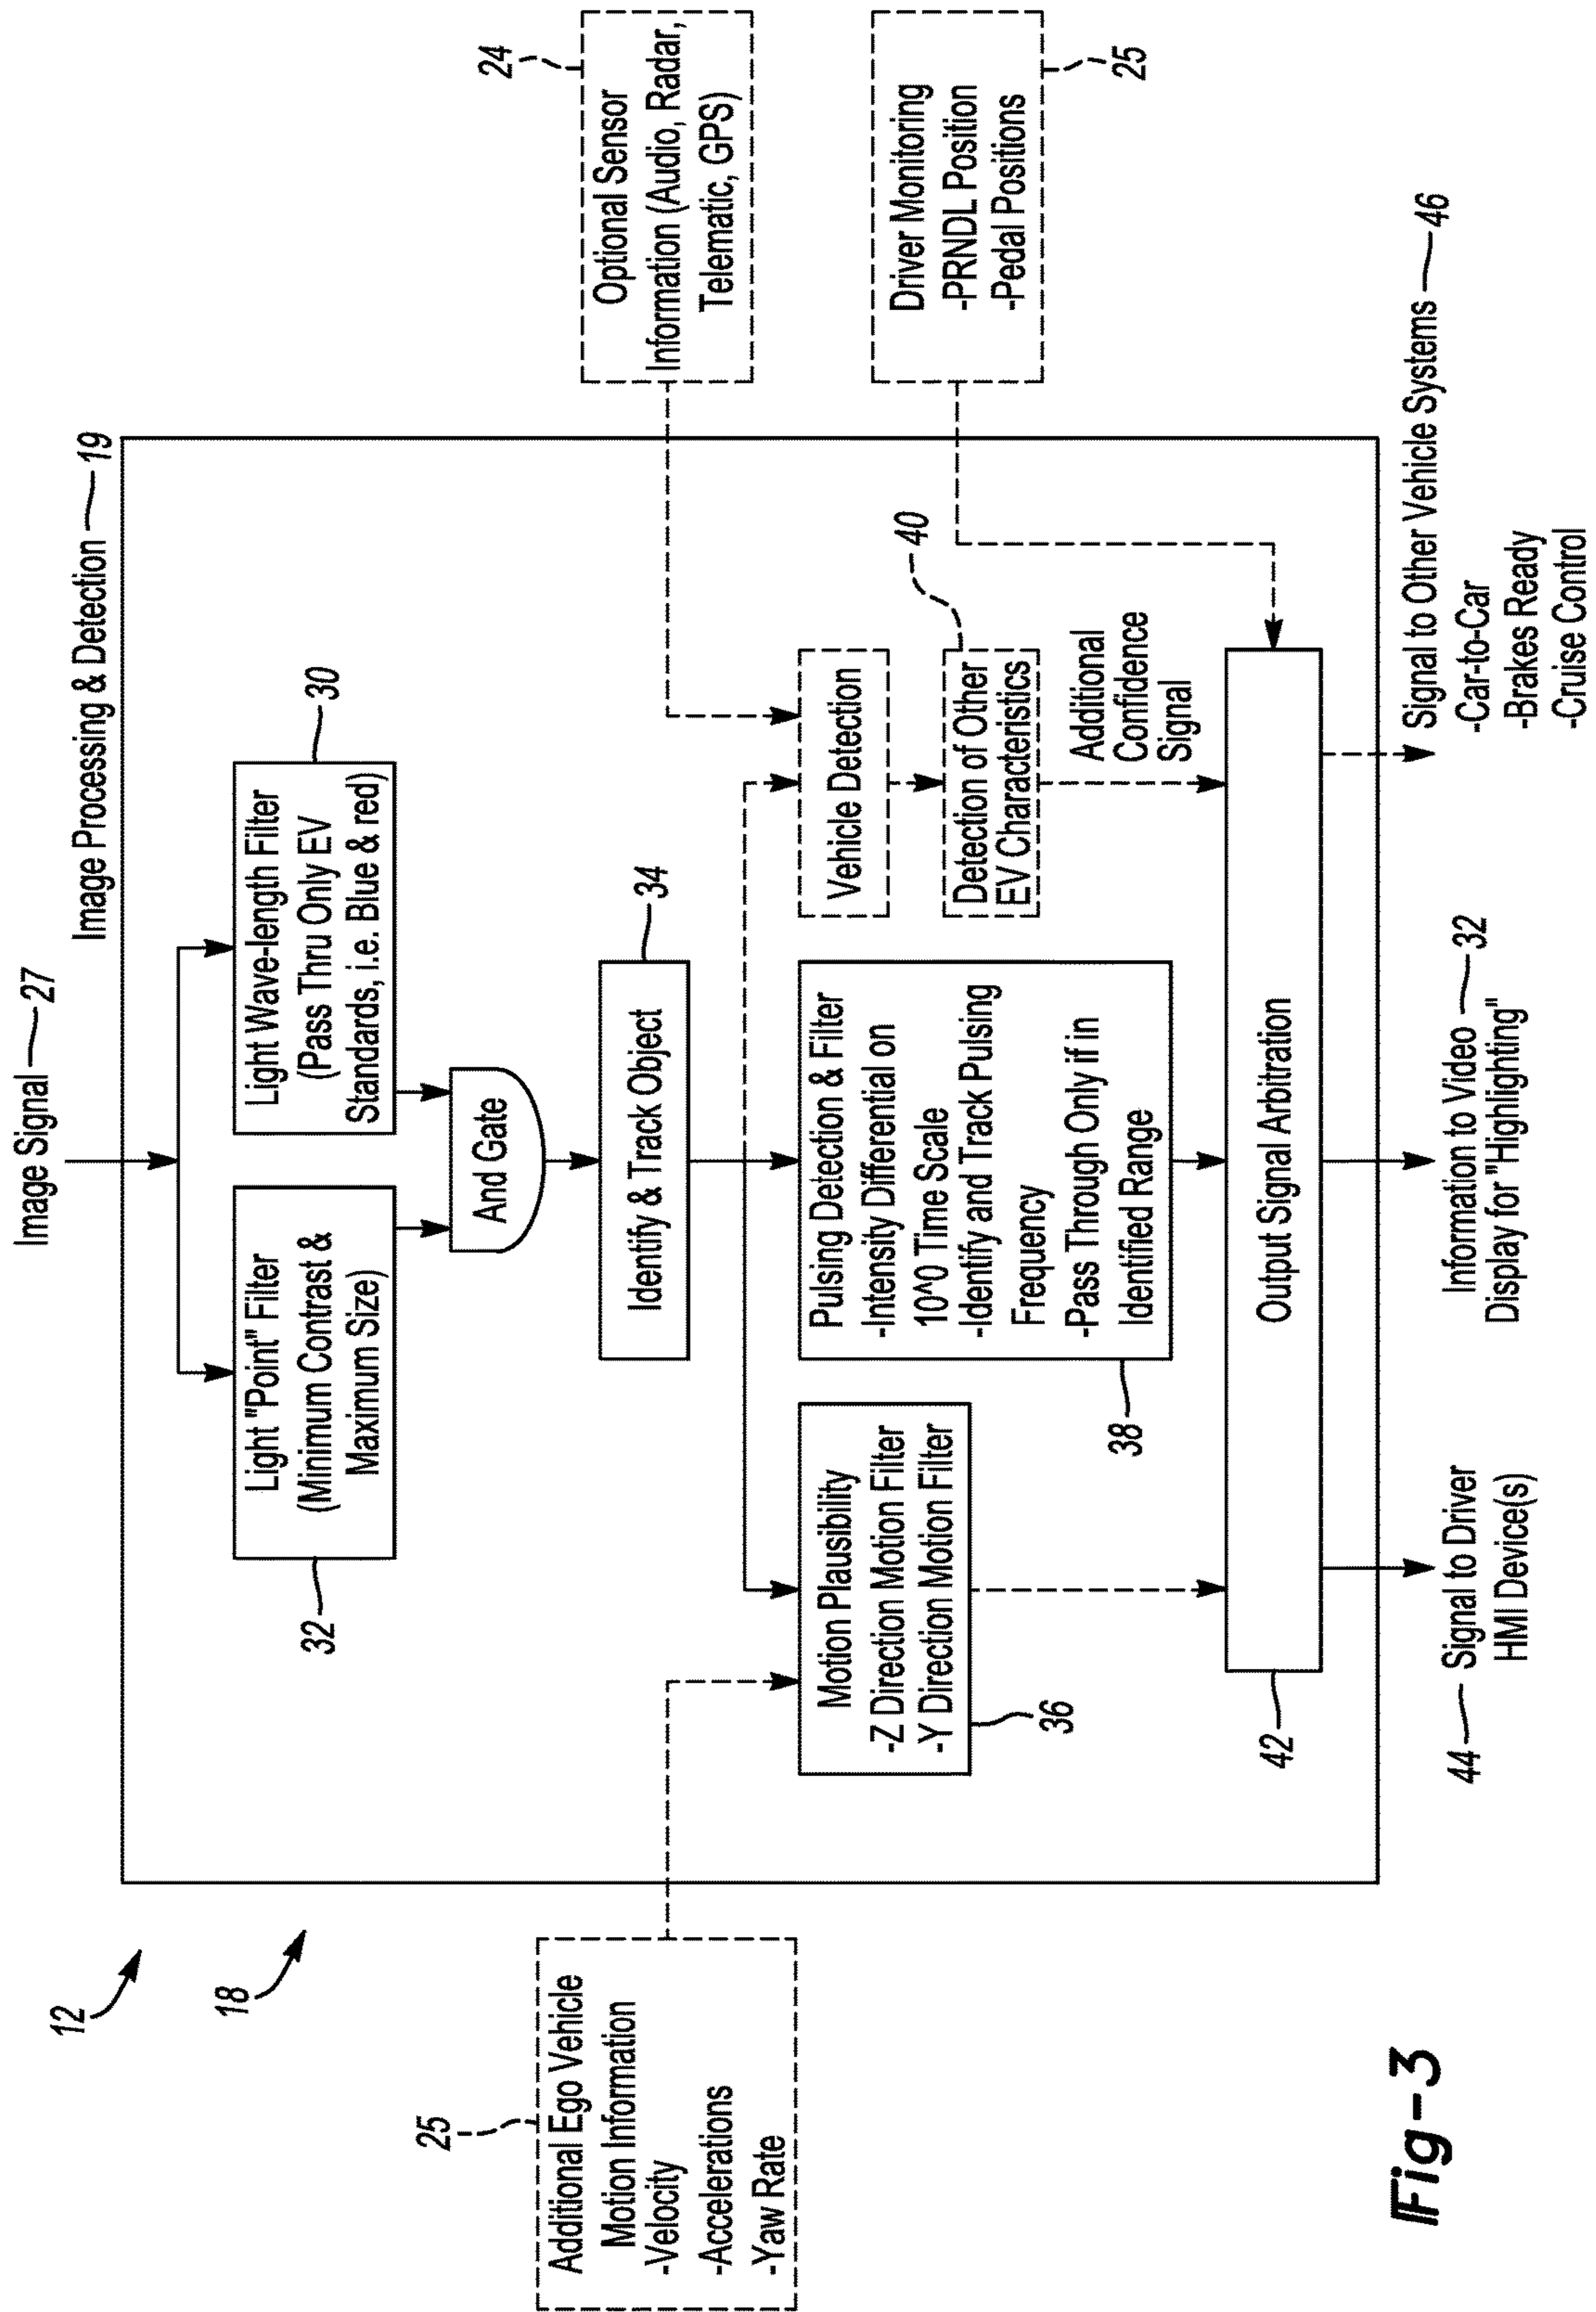 Image Signal 27
Image Processing & Detection 19
Light "Point" Filter
(Minimum Contrast &
Maximum Size)
32
Light Wave-length Filter
(Pass Thru Only EV
Standards, i.e. Blue & red)
30
And Gate
Identify & Track Object
34
12
18
25
Additional Ego Vehicle
Motion Information
-Velocity
-Accelerations
-Yaw Rate
24
Optional Sensor
Information (Audio, Radar,
Telematic, GPS)
Driver Monitoring
-PRNDL Position
-Pedal Positions
25
Motion Plausibility
-Z Direction Motion Filter
-Y Direction Motion Filter
36
Pulsing Detection & Filter
-Intensity Differential on
10^0 Time Scale
-Identify and Track Pulsing
Frequency
-Pass Through Only if in
Identified Range
38
Vehicle Detection
40
Detection of Other
EV Characteristics
Additional
Confidence
Signal
Output Signal Arbitration
42
44 Signal to Driver
HMI Device(s)
Information to Video 32
Display for "Highlighting"
Signal to Other Vehicle Systems 46
-Car-to-Car
-Brakes Ready
-Cruise Control
Fig-3